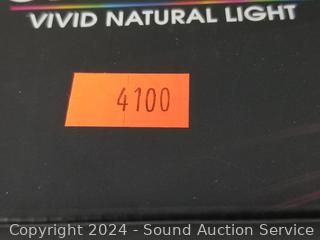 VIVID NATURAL LIGHT
4100
Copyright 2024 - Sound Auction Service